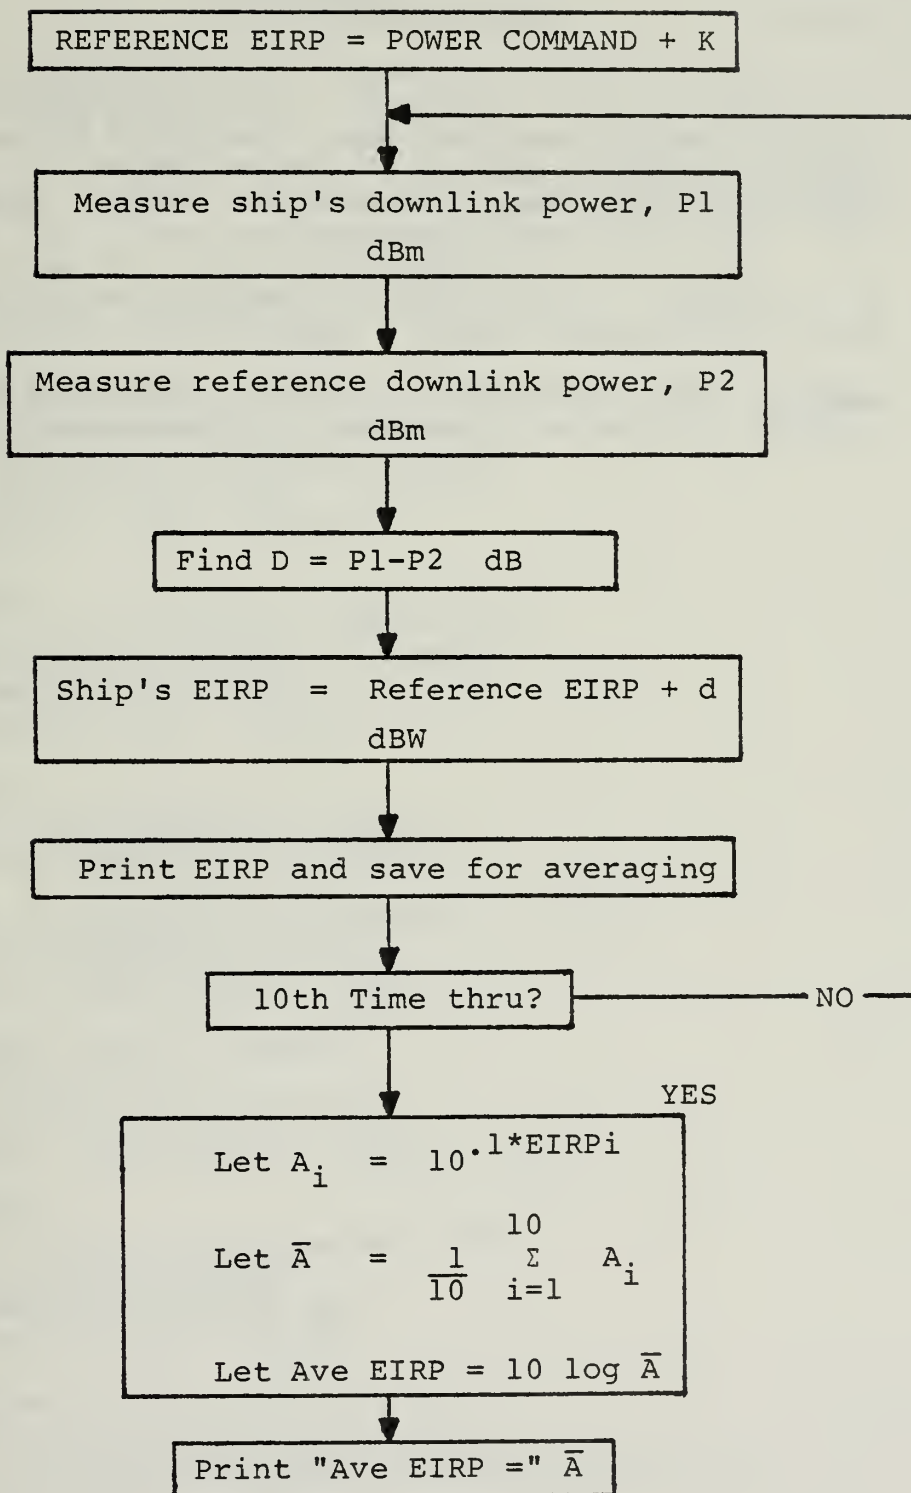 REFERENCE EIRP = POWER COMMAND + K
Measure ship's downlink power, P1
dBm
Measure reference downlink power, P2
dBm
Find D = P1-P2 dB
Ship's EIRP = Reference EIRP + d
dBW
Print EIRP and save for averaging
10th Time thru?
NO
YES
Let A_i = 10^.1*EIRPi
Let A̅ = 1/10 10 Σ i=1 A_i
Let Ave EIRP = 10 log A̅
Print "Ave EIRP =" A̅